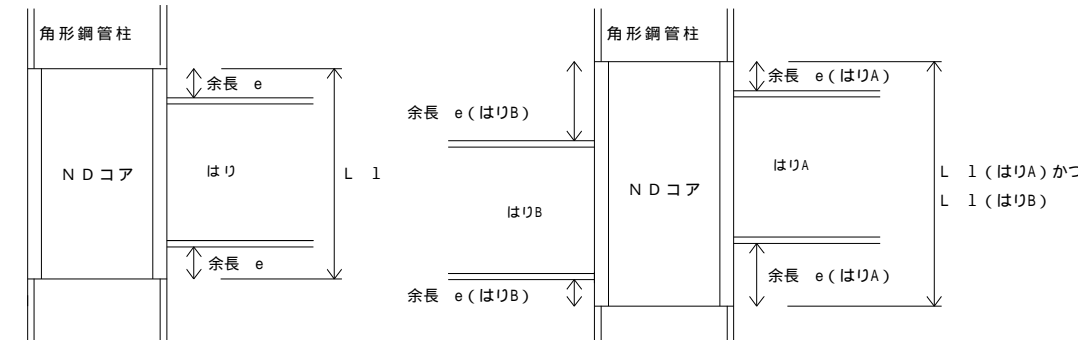 角形鋼管柱
余長 e
NDコア
はり
L l
余長 e
角形鋼管柱
余長 e(はりA)
余長 e(はりB)
はりA
NDコア
L l(はりA)かつ
L l(はりB)
はりB
余長 e(はりA)
余長 e(はりB)